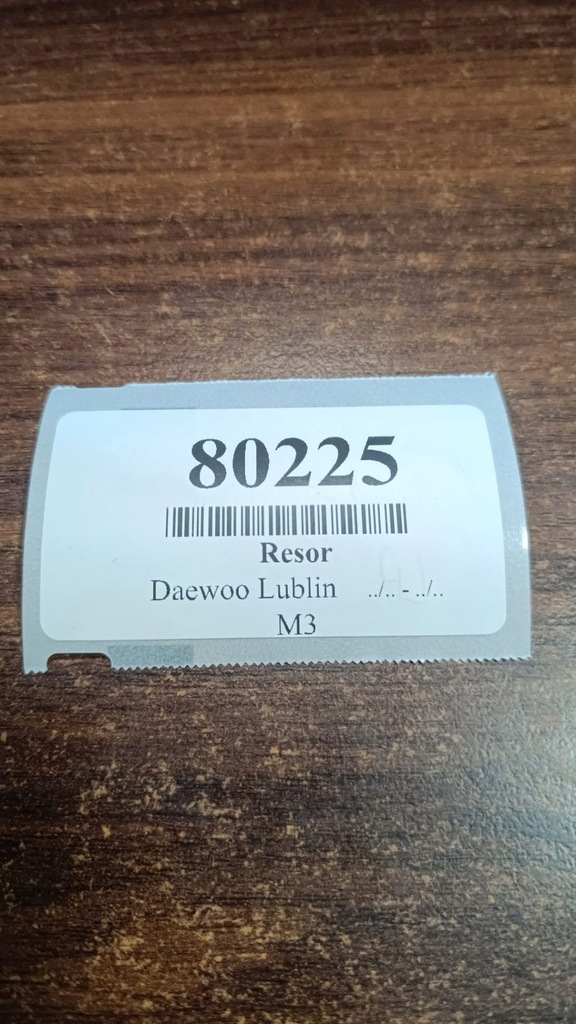 80225
Resor
Daewoo Lublin ../.. - ../..
M3